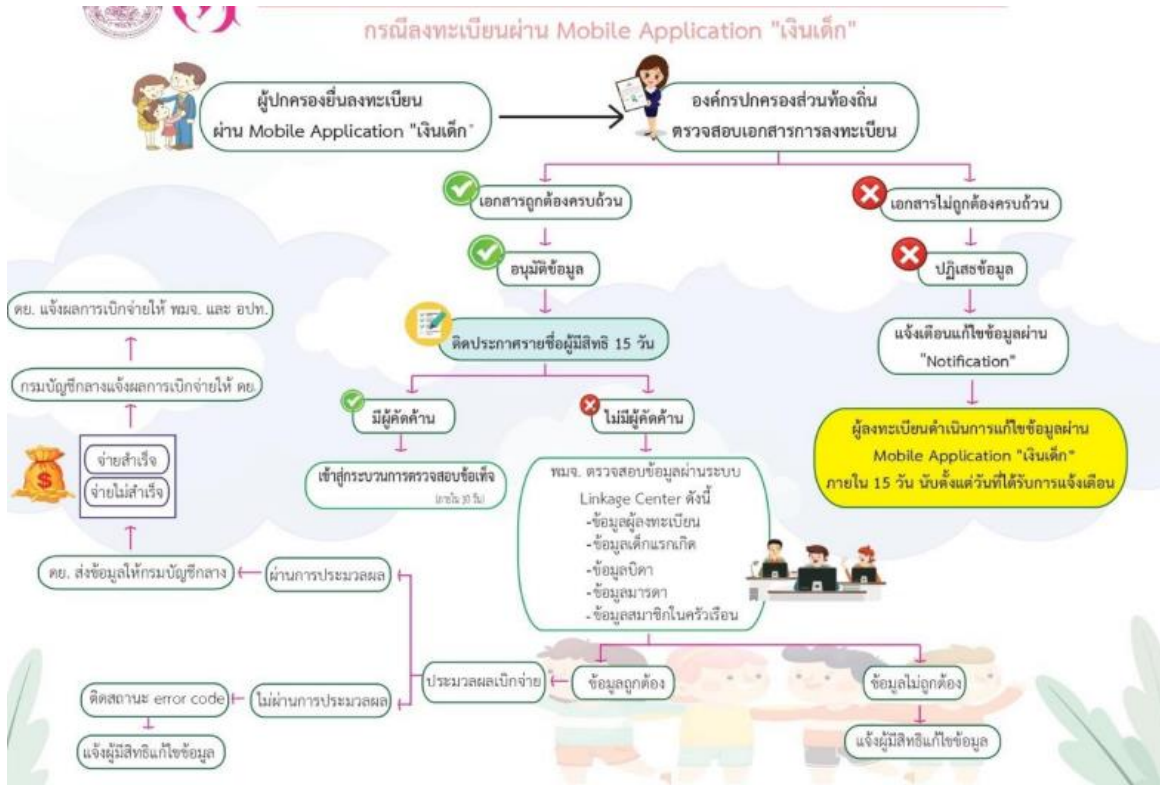 กรณีลงทะเบียนผ่าน Mobile Application "เงินเด็ก"
ผู้ปกครองยื่นลงทะเบียน
ผ่าน Mobile Application "เงินเด็ก"
องค์กรปกครองส่วนท้องถิ่น
ตรวจสอบเอกสารการลงทะเบียน
เอกสารถูกต้องครบถ้วน
เอกสารไม่ถูกต้องครบถ้วน
อนุมัติข้อมูล
ปฏิเสธข้อมูล
ติดประกาศรายชื่อผู้มีสิทธิ 15 วัน
แจ้งเตือนแก้ไขข้อมูลผ่าน
"Notification"
มีผู้คัดค้าน
ไม่มีผู้คัดค้าน
ผู้ลงทะเบียนดำเนินการแก้ไขข้อมูลผ่าน
Mobile Application "เงินเด็ก"
ภายใน 15 วัน นับตั้งแต่วันที่ได้รับการแจ้งเตือน
เข้าสู่กระบวนการตรวจสอบข้อเท็จ
พมจ. ตรวจสอบข้อมูลผ่านระบบ
Linkage Center ดังนี้
-ข้อมูลผู้ลงทะเบียน
-ข้อมูลเด็กแรกเกิด
-ข้อมูลบิดา
-ข้อมูลมารดา
-ข้อมูลสมาชิกในครัวเรือน
ข้อมูลถูกต้อง
ข้อมูลไม่ถูกต้อง
แจ้งผู้มีสิทธิแก้ไขข้อมูล
ประมวลผลเบิกจ่าย
ผ่านการประมวลผล
ไม่ผ่านการประมวลผล
ติดสถานะ error code
แจ้งผู้มีสิทธิแก้ไขข้อมูล
ดย. ส่งข้อมูลให้กรมบัญชีกลาง
จ่ายสำเร็จ
จ่ายไม่สำเร็จ
กรมบัญชีกลางแจ้งผลการเบิกจ่ายให้ ดย.
ดย. แจ้งผลการเบิกจ่ายให้ พมจ. และ อปท.